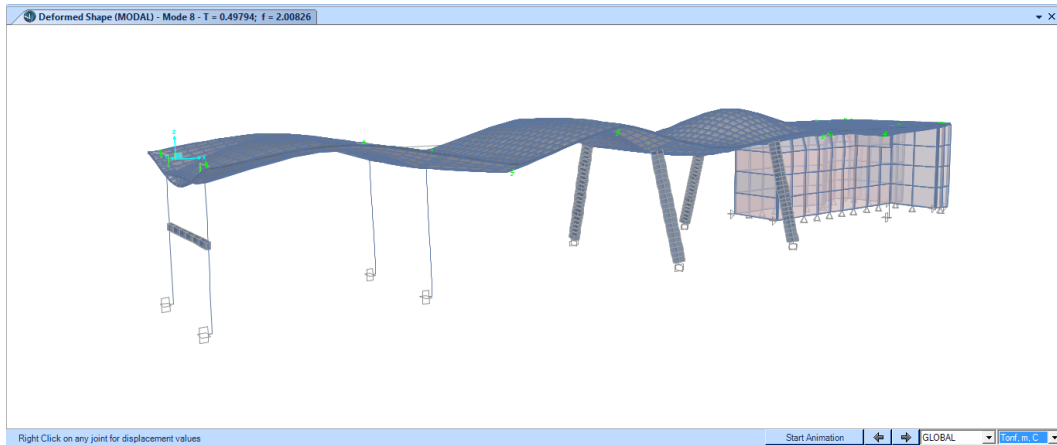 Deformed Shape (MODAL) - Mode 8 - T = 0.49794; f = 2.00826
Right Click on any joint for displacement values
Start Animation
GLOBAL
Tonf, m, C